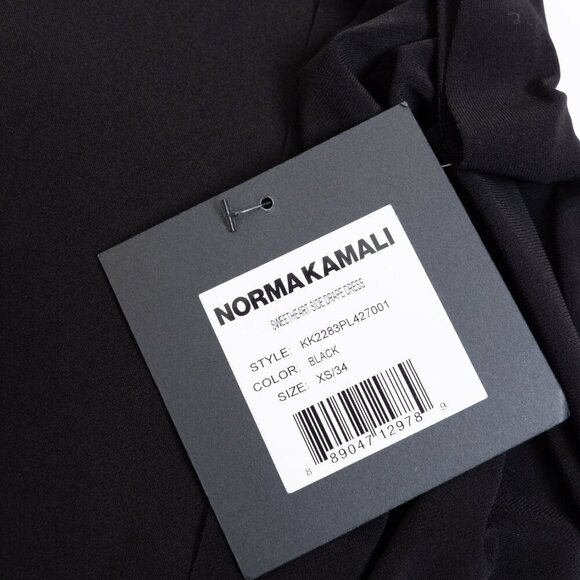 NORMA KAMALI
SWEETHEART SIDE DRAPE DRESS
STYLE: KK2283PL427001
COLOR: BLACK
SIZE: XS/34
8 89047 12978 9